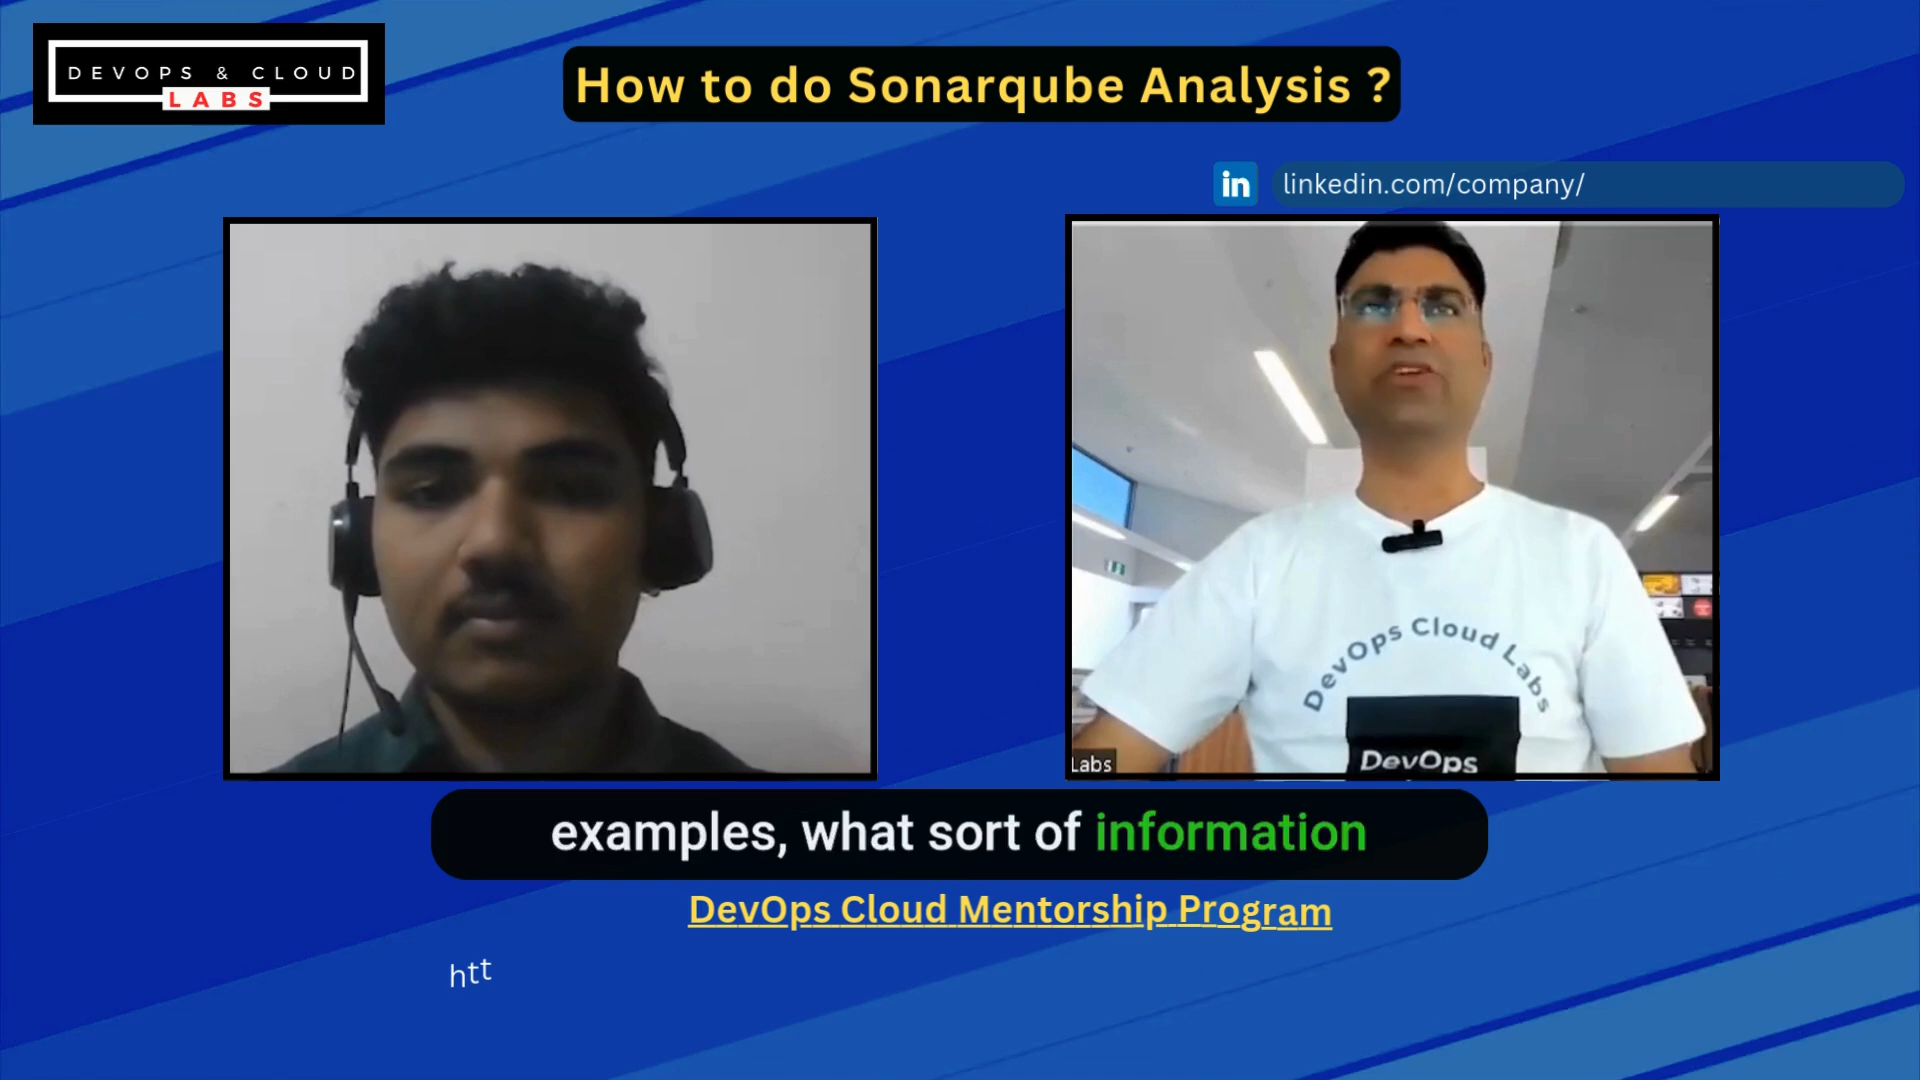 DEVOPS & CLOUD
LABS
How to do Sonarqube Analysis ?
in
linkedin.com/company/
DevOps Cloud Labs
DevOps
Labs
examples, what sort of information
DevOps Cloud Mentorship Program
htt